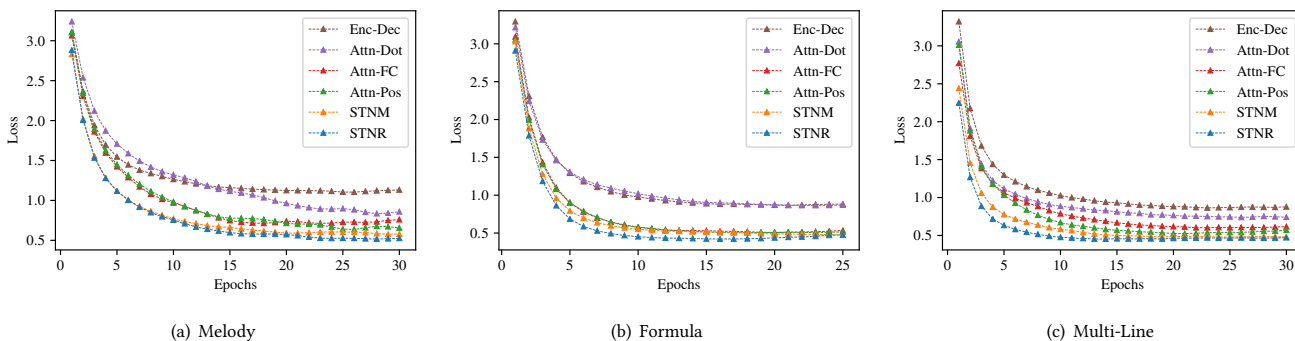 Loss
3.0
2.5
2.0
1.5
1.0
0.5
Enc-Dec
Attn-Dot
Attn-FC
Attn-Pos
STNM
STNR
0 5 10 15 20 25 30
Epochs
(a) Melody
Loss
3.0
2.5
2.0
1.5
1.0
0.5
Enc-Dec
Attn-Dot
Attn-FC
Attn-Pos
STNM
STNR
0 5 10 15 20 25
Epochs
(b) Formula
Loss
3.0
2.5
2.0
1.5
1.0
0.5
Enc-Dec
Attn-Dot
Attn-FC
Attn-Pos
STNM
STNR
0 5 10 15 20 25 30
Epochs
(c) Multi-Line